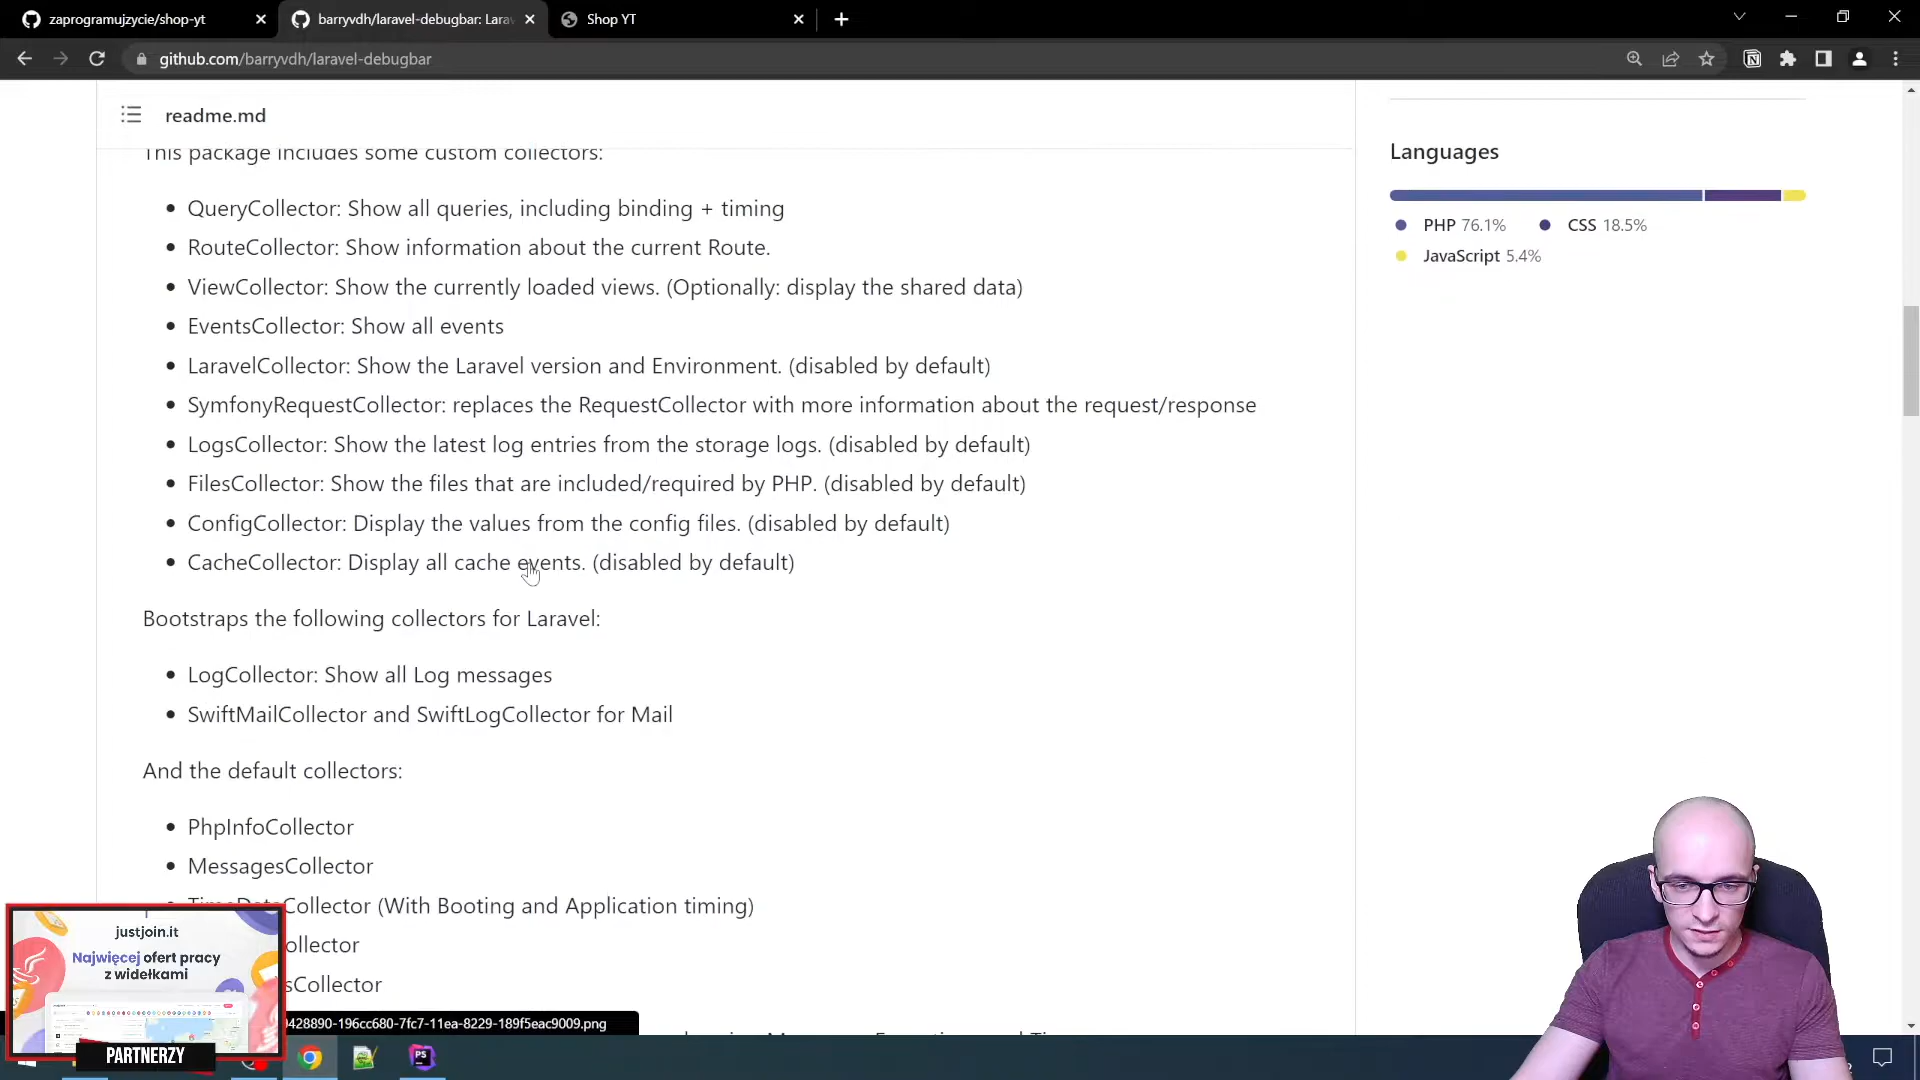 zaprogramujzycie/shop-yt
barryvdh/laravel-debugbar: Lara
Shop YT
github.com/barryvdh/laravel-debugbar
readme.md
This package includes some custom collectors:
QueryCollector: Show all queries, including binding + timing
RouteCollector: Show information about the current Route.
ViewCollector: Show the currently loaded views. (Optionally: display the shared data)
EventsCollector: Show all events
LaravelCollector: Show the Laravel version and Environment. (disabled by default)
SymfonyRequestCollector: replaces the RequestCollector with more information about the request/response
LogsCollector: Show the latest log entries from the storage logs. (disabled by default)
FilesCollector: Show the files that are included/required by PHP. (disabled by default)
ConfigCollector: Display the values from the config files. (disabled by default)
CacheCollector: Display all cache events. (disabled by default)
Bootstraps the following collectors for Laravel:
LogCollector: Show all Log messages
SwiftMailCollector and SwiftLogCollector for Mail
And the default collectors:
PhpInfoCollector
MessagesCollector
TimeDataCollector (With Booting and Application timing)
ollector
sCollector
Languages
PHP 76.1%
CSS 18.5%
JavaScript 5.4%
justjoin.it
Najwięcej ofert pracy
z widełkami
428890-196cc680-7fc7-11ea-8229-189f5eac9009.png
PARTNERZY
PS